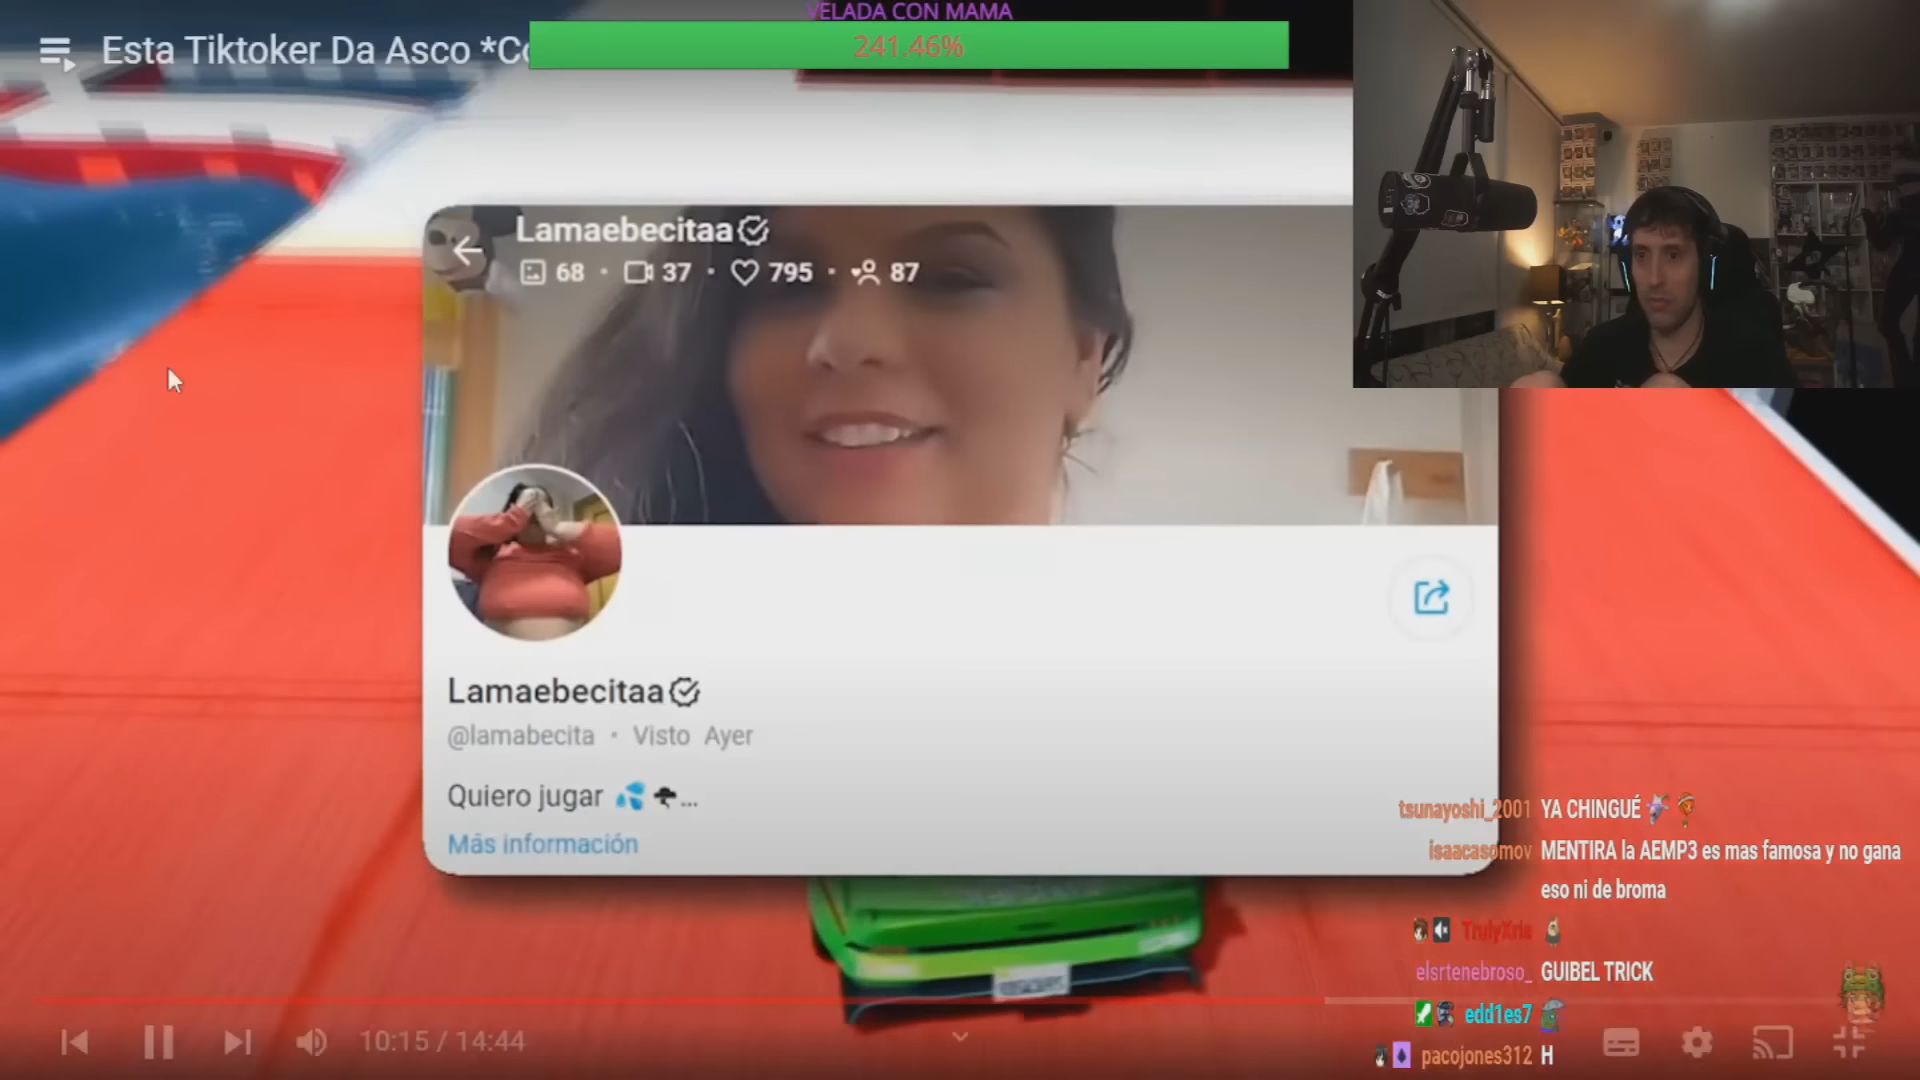 VELADA CON MAMA
241.46%
Esta Tiktoker Da Asco *Co
Lamaebecitaa
68 · 37 · 795 · 87
Lamaebecitaa
@lamabecita · Visto Ayer
Quiero jugar 💦 🌪...
Más información
tsunayoshi_2001 YA CHINGUÉ
isaacasomov MENTIRA la AEMP3 es mas famosa y no gana
eso ni de broma
TrulyXris
elsrtenebroso_ GUIBEL TRICK
edd1es7
pacojones312 H
10:15 / 14:44